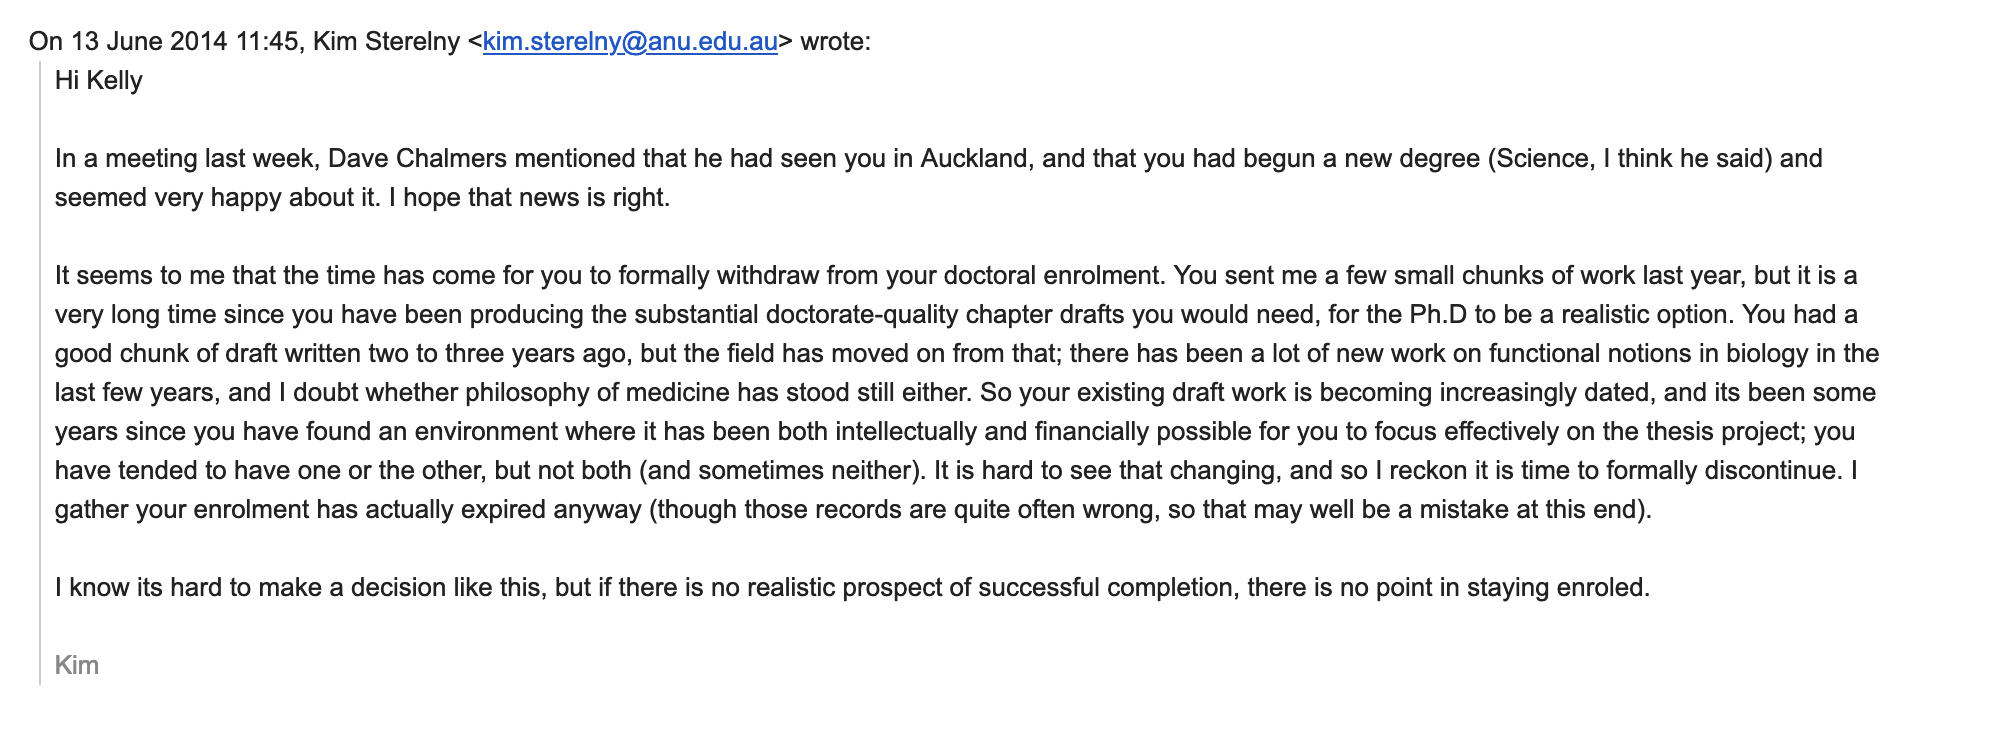 On 13 June 2014 11:45, Kim Sterelny <kim.sterelny@anu.edu.au> wrote:
Hi Kelly
In a meeting last week, Dave Chalmers mentioned that he had seen you in Auckland, and that you had begun a new degree (Science, I think he said) and
seemed very happy about it. I hope that news is right.
It seems to me that the time has come for you to formally withdraw from your doctoral enrolment. You sent me a few small chunks of work last year, but it is a
very long time since you have been producing the substantial doctorate-quality chapter drafts you would need, for the Ph.D to be a realistic option. You had a
good chunk of draft written two to three years ago, but the field has moved on from that; there has been a lot of new work on functional notions in biology in the
last few years, and I doubt whether philosophy of medicine has stood still either. So your existing draft work is becoming increasingly dated, and its been some
years since you have found an environment where it has been both intellectually and financially possible for you to focus effectively on the thesis project; you
have tended to have one or the other, but not both (and sometimes neither). It is hard to see that changing, and so I reckon it is time to formally discontinue. I
gather your enrolment has actually expired anyway (though those records are quite often wrong, so that may well be a mistake at this end).
I know its hard to make a decision like this, but if there is no realistic prospect of successful completion, there is no point in staying enroled.
Kim